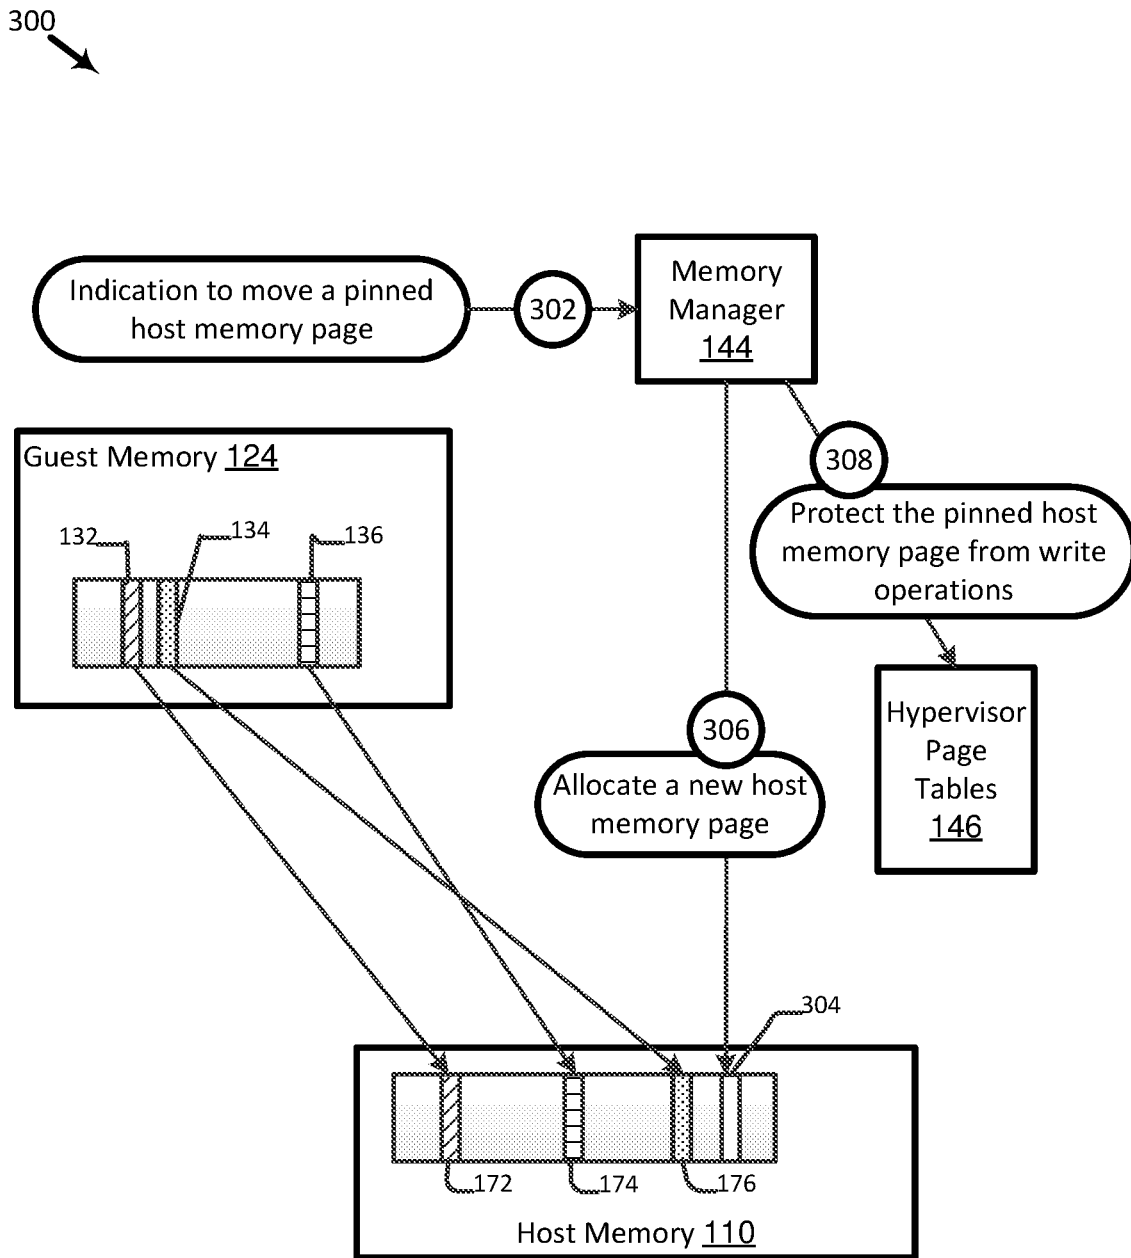 300
Indication to move a pinned
host memory page
302
Memory
Manager
144
Guest Memory 124
132
134
136
308
Protect the pinned host
memory page from write
operations
306
Allocate a new host
memory page
Hypervisor
Page
Tables
146
304
172
174
176
Host Memory 110